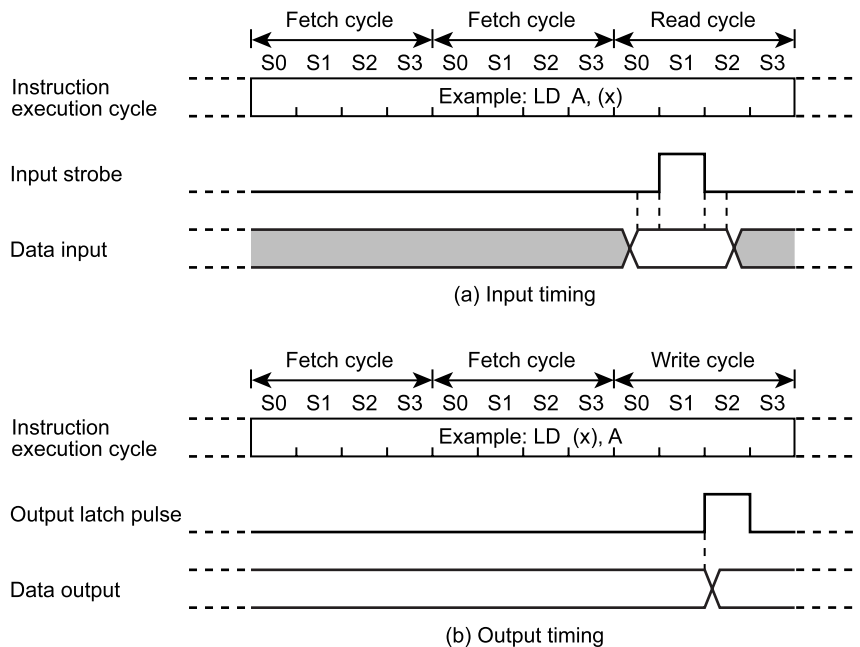 Fetch cycle Fetch cycle Read cycle
S0 S1 S2 S3 S0 S1 S2 S3 S0 S1 S2 S3
Instruction
execution cycle
Example: LD A, (x)
Input strobe
Data input
(a) Input timing
Fetch cycle Fetch cycle Write cycle
S0 S1 S2 S3 S0 S1 S2 S3 S0 S1 S2 S3
Instruction
execution cycle
Example: LD (x), A
Output latch pulse
Data output
(b) Output timing